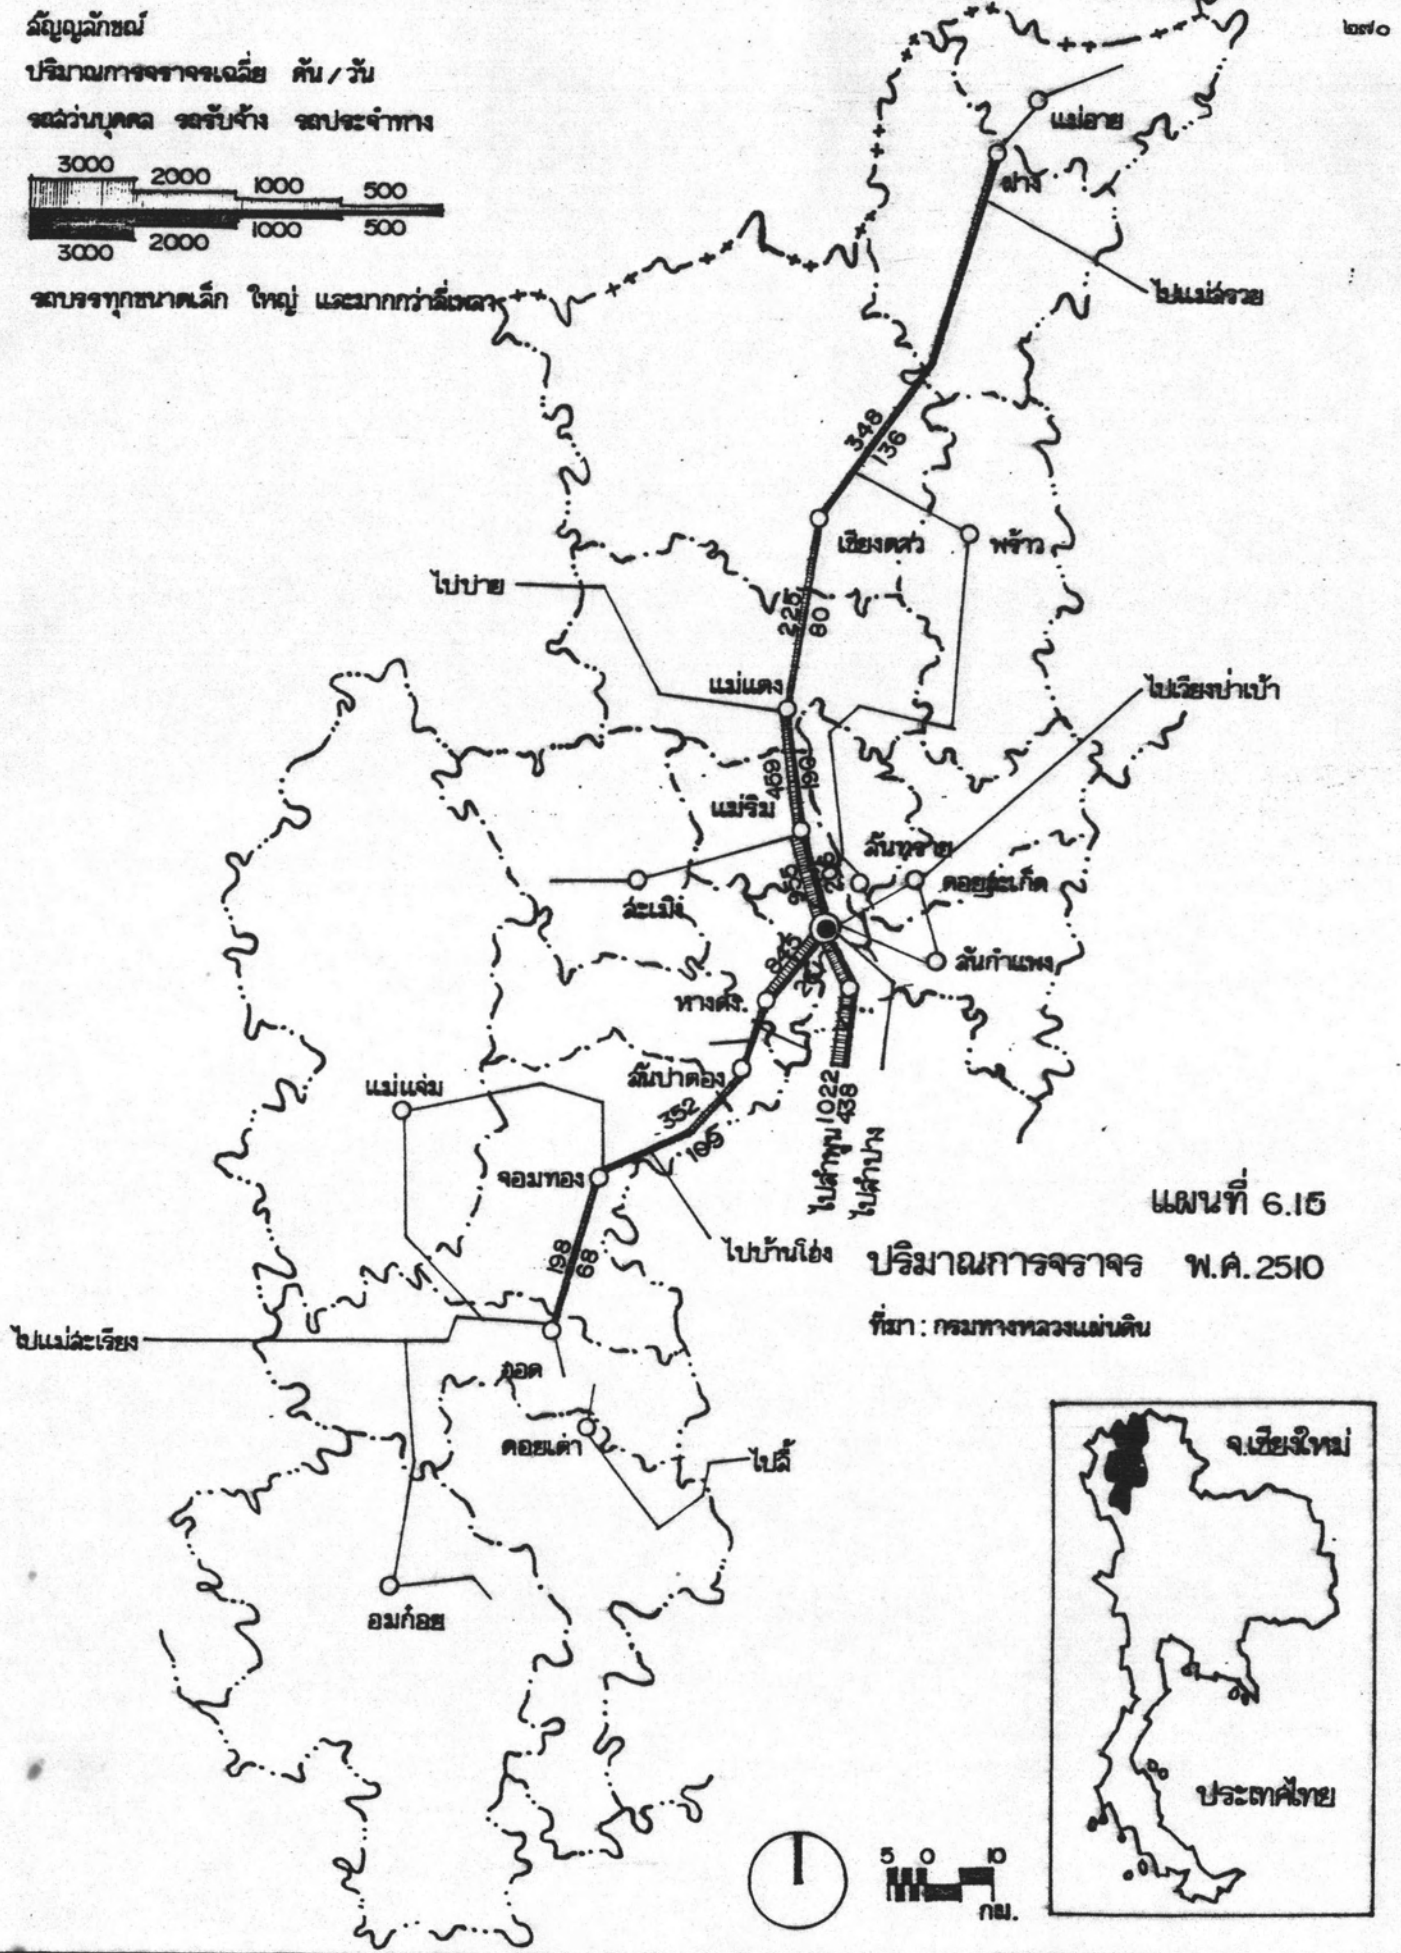 ๒๗๐
สัญญลักษณ์
ปริมาณการจราจรเฉลี่ย คัน / วัน
รถส่วนบุคคล รถรับจ้าง รถประจำทาง
3000 2000 1000 500
3000 2000 1000 500
รถบรรทุกขนาดเล็ก ใหญ่ และมากกว่าสี่เพลา
แม่อาย
ฝาง
ไปแม่สรวย
348
136
เชียงดาว
พร้าว
ไปปาย
225
80
แม่แตง
ไปเวียงป่าเป้า
459
190
แม่ริม
สันทราย
ดอยสะเก็ด
955
สะเมิง
สันกำแพง
845
หางดง
สันป่าตอง
แม่แจ่ม
352
ไปลำพูน 1022
438
ไปลำปาง
จอมทอง
198
68
ไปบ้านโฮ่ง
แผนที่ 6.15
ปริมาณการจราจร พ.ศ. 2510
ที่มา : กรมทางหลวงแผ่นดิน
ไปแม่สะเรียง
ฮอด
ดอยเต่า
ไปลี้
อมก๋อย
จ.เชียงใหม่
ประเทศไทย
5 0 10
กม.